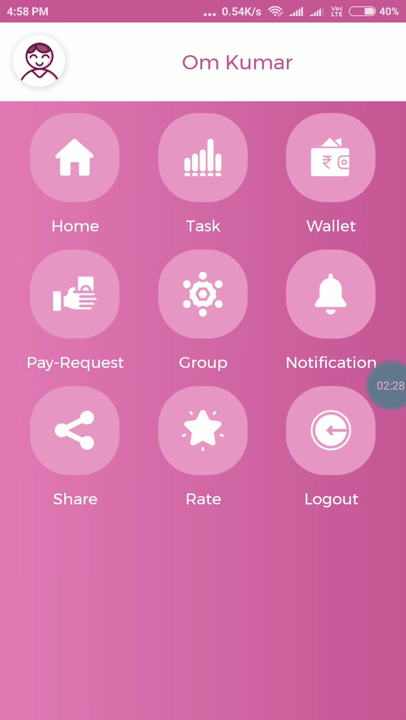 4:58 PM ... 0.54K/s Vo LTE 40%
Om Kumar
Home Task Wallet
₹
Pay-Request Group Notification
02:28
Share Rate Logout